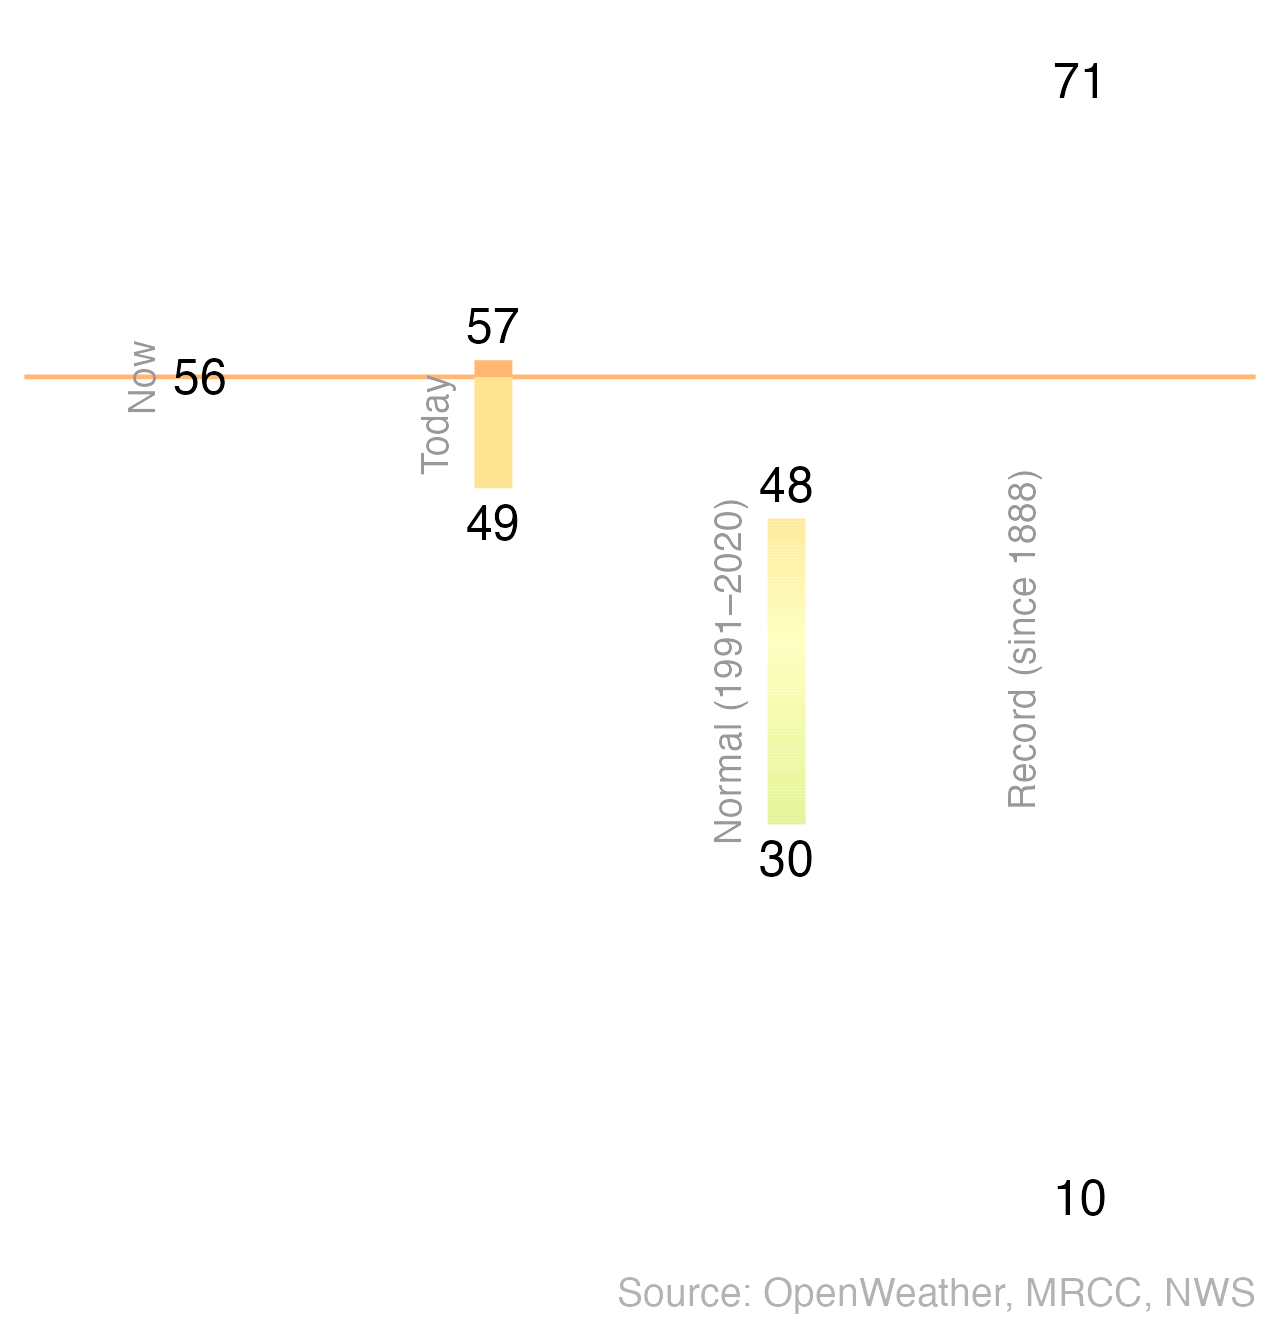 71
57
Now
56
Today
49
48
Normal (1991–2020)
30
Record (since 1888)
10
Source: OpenWeather, MRCC, NWS